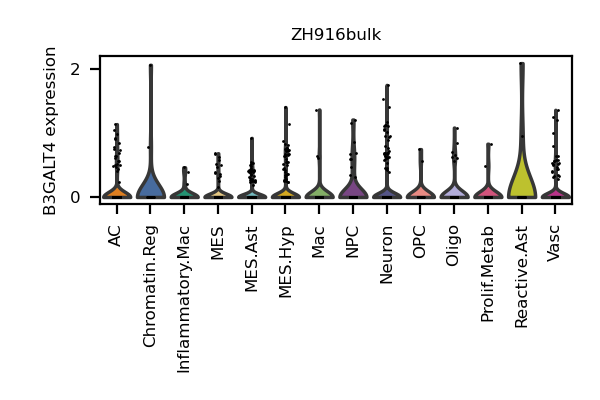 ZH916bulk
B3GALT4 expression
2
0
AC
Chromatin.Reg
Inflammatory.Mac
MES
MES.Ast
MES.Hyp
Mac
NPC
Neuron
OPC
Oligo
Prolif.Metab
Reactive.Ast
Vasc